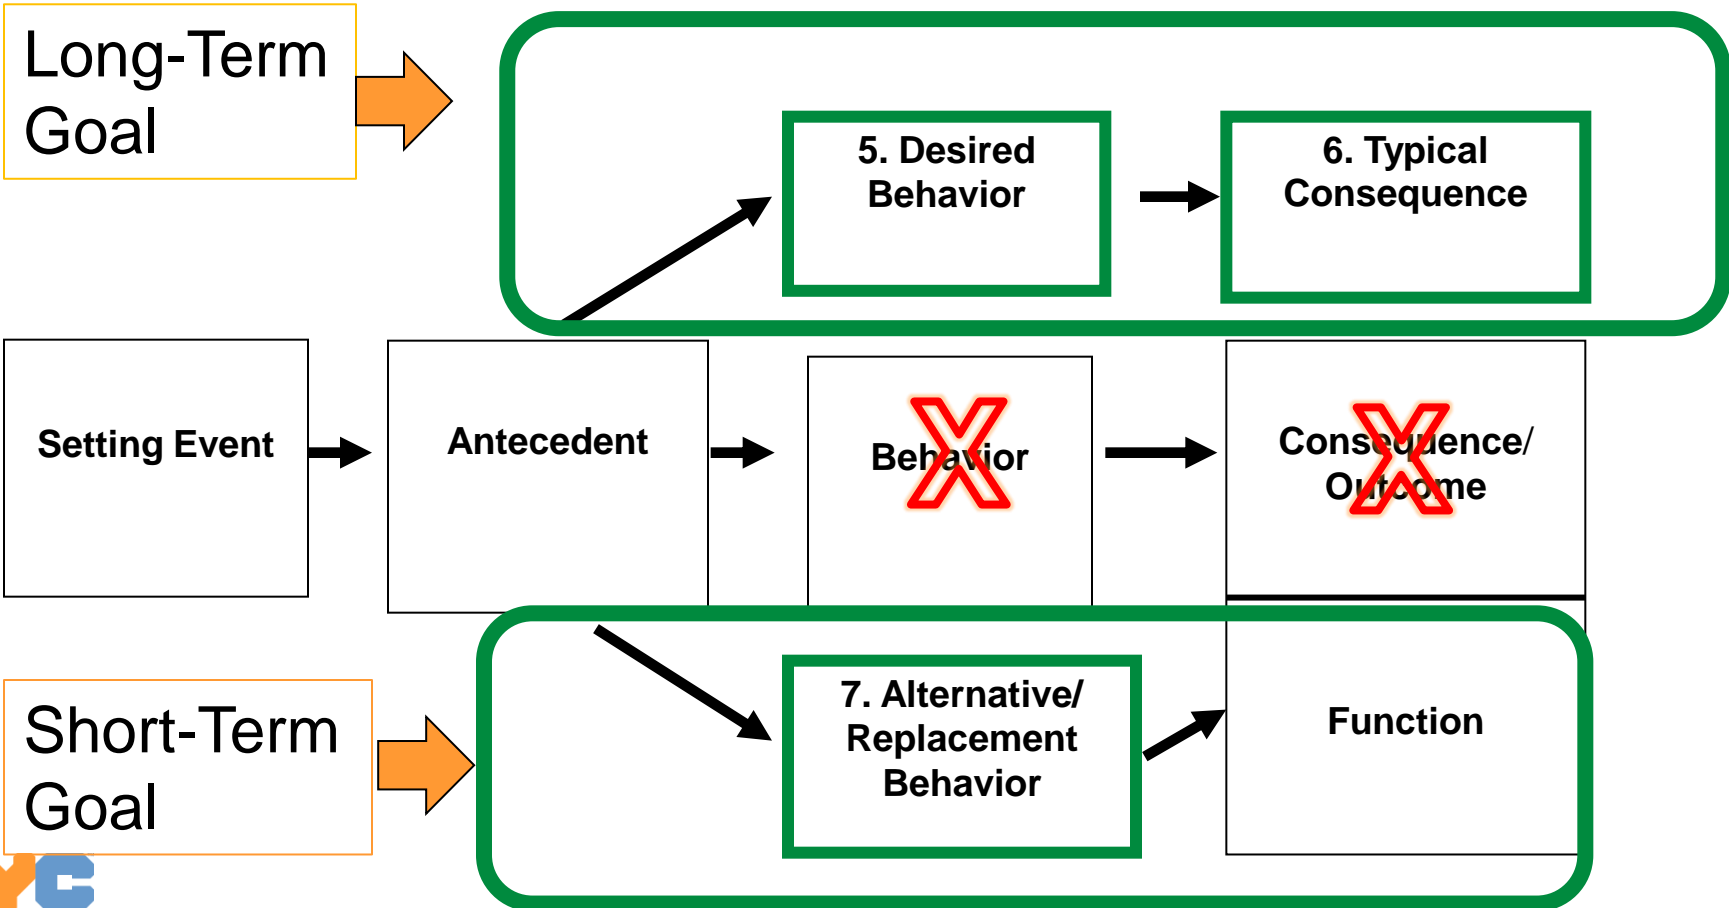 Long-Term
Goal
5. Desired
Behavior
6. Typical
Consequence
Setting Event
Antecedent
Behavior
Consequence/
Outcome
Short-Term
Goal
7. Alternative/
Replacement
Behavior
Function
YC